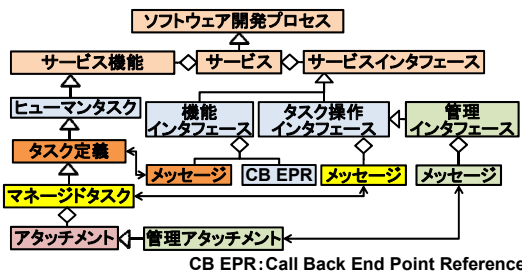 ソフトウェア開発プロセス
サービス機能
サービス
サービスインタフェース
ヒューマンタスク
機能
インタフェース
タスク操作
インタフェース
管理
インタフェース
タスク定義
メッセージ
CB EPR
メッセージ
メッセージ
マネージドタスク
アタッチメント
管理アタッチメント
CB EPR:Call Back End Point Reference